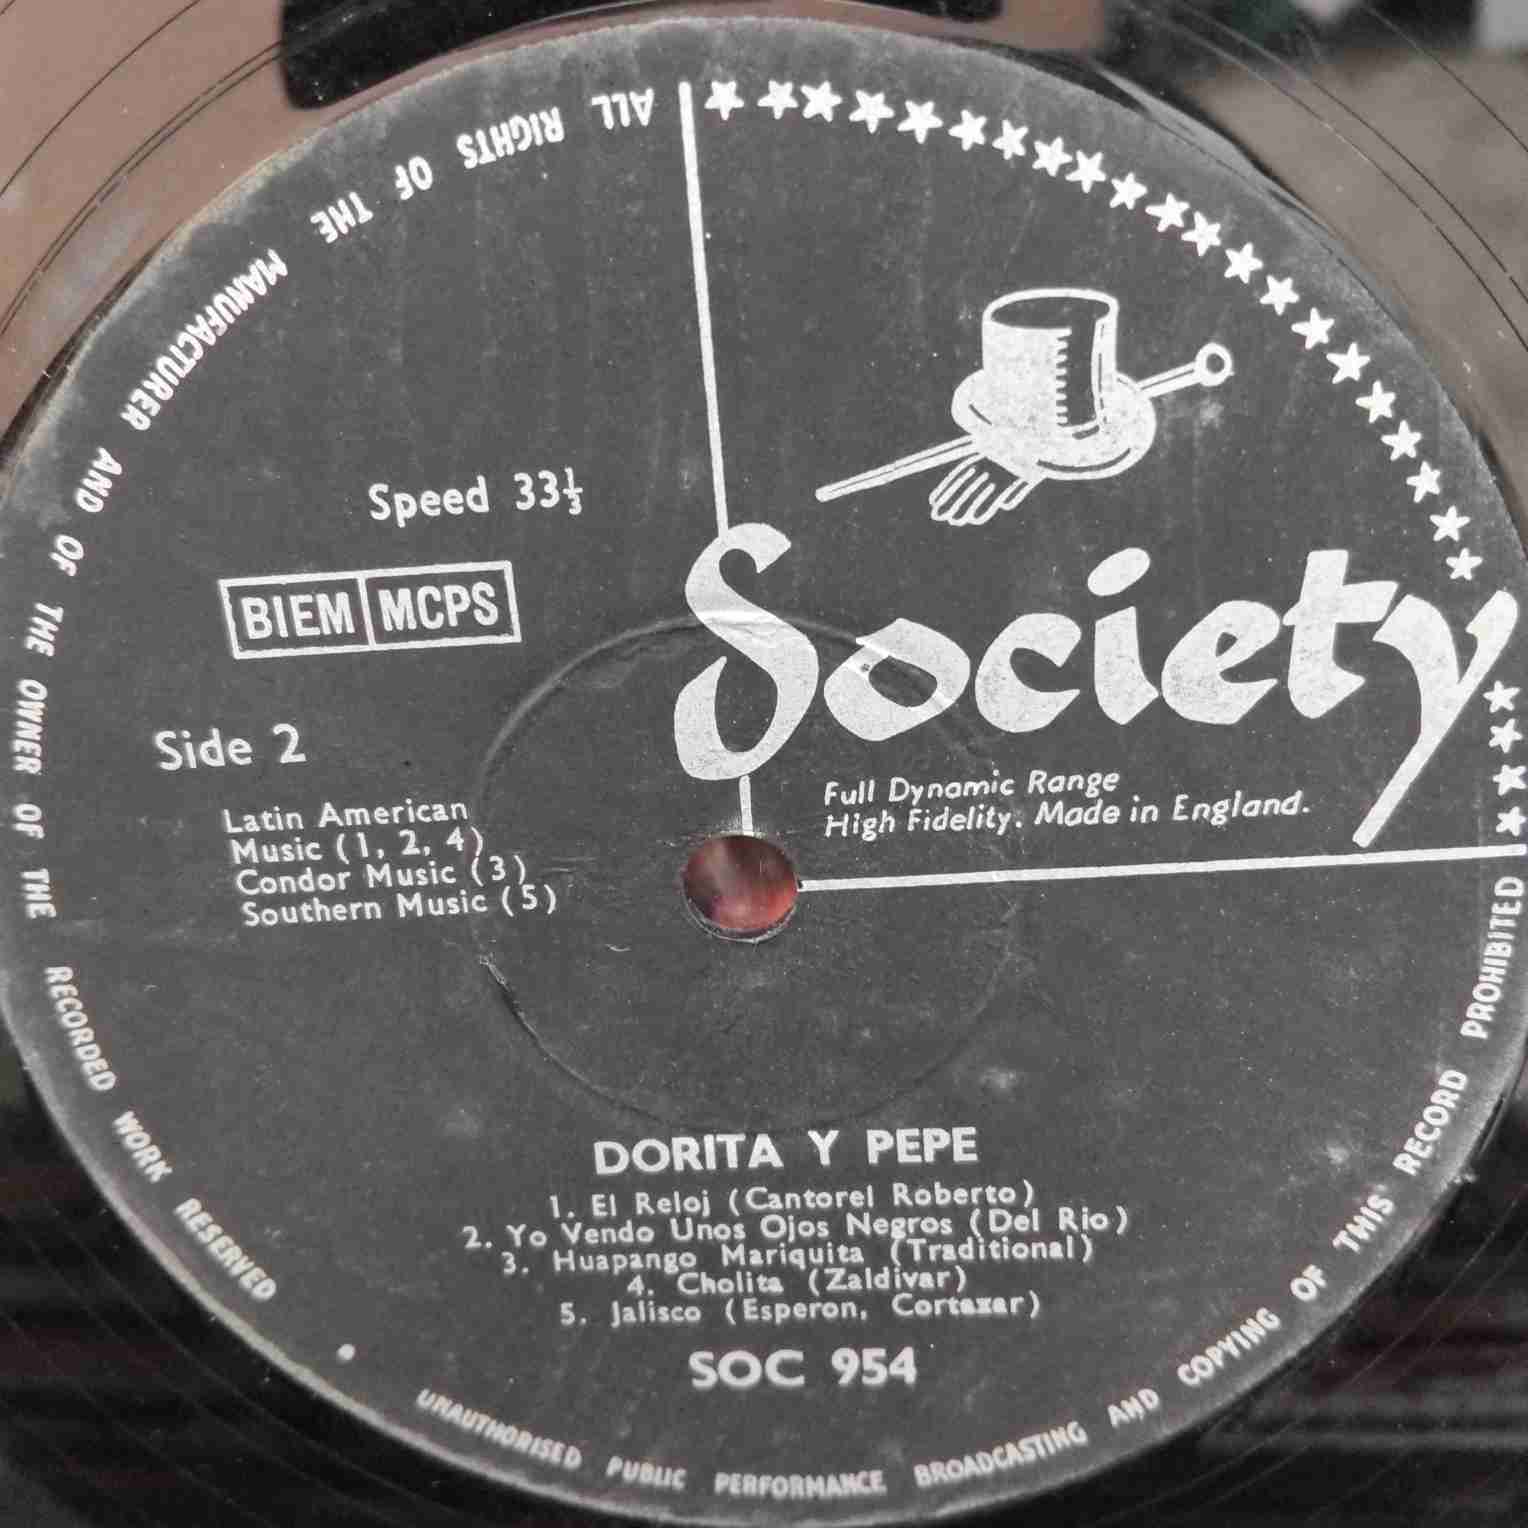 ALL RIGHTS OF THE MANUFACTURER AND OF THE OWNER OF THE RECORDED WORK RESERVED
Speed 33⅓
BIEM MCPS
Society
Full Dynamic Range
High Fidelity. Made in England.
Side 2
Latin American
Music (1, 2, 4)
Condor Music (3)
Southern Music (5)
DORITA Y PEPE
1. El Reloj (Cantorel Roberto)
2. Yo Vendo Unos Ojos Negros (Del Rio)
3. Huapango Mariquita (Traditional)
4. Cholita (Zaldivar)
5. Jalisco (Esperon, Cortaxar)
SOC 954
UNAUTHORISED PUBLIC PERFORMANCE BROADCASTING AND COPYING OF THIS RECORD PROHIBITED